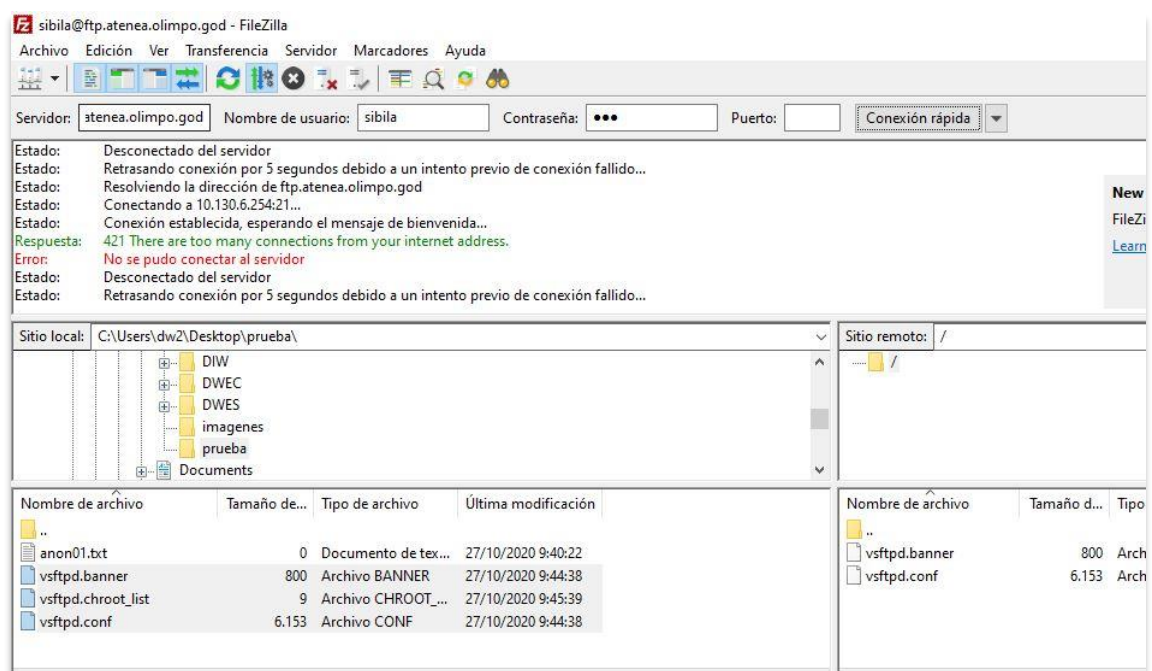 sibila@ftp.atenea.olimpo.god - FileZilla
Archivo Edición Ver Transferencia Servidor Marcadores Ayuda
Servidor: atenea.olimpo.god Nombre de usuario: sibila Contraseña: ●●● Puerto: Conexión rápida
Estado: Desconectado del servidor
Estado: Retrasando conexión por 5 segundos debido a un intento previo de conexión fallido...
Estado: Resolviendo la dirección de ftp.atenea.olimpo.god
Estado: Conectando a 10.130.6.254:21...
Estado: Conexión establecida, esperando el mensaje de bienvenida...
Respuesta: 421 There are too many connections from your internet address.
Error: No se pudo conectar al servidor
Estado: Desconectado del servidor
Estado: Retrasando conexión por 5 segundos debido a un intento previo de conexión fallido...
New
FileZi
Learn
Sitio local: C:\Users\dw2\Desktop\prueba\
DIW
DWEC
DWES
imagenes
prueba
Documents
Sitio remoto: /
/
Nombre de archivo Tamaño de... Tipo de archivo Última modificación
..
anon01.txt 0 Documento de tex... 27/10/2020 9:40:22
vsftpd.banner 800 Archivo BANNER 27/10/2020 9:44:38
vsftpd.chroot_list 9 Archivo CHROOT_... 27/10/2020 9:45:39
vsftpd.conf 6.153 Archivo CONF 27/10/2020 9:44:38
Nombre de archivo Tamaño d... Tipo
..
vsftpd.banner 800 Arch
vsftpd.conf 6.153 Arch